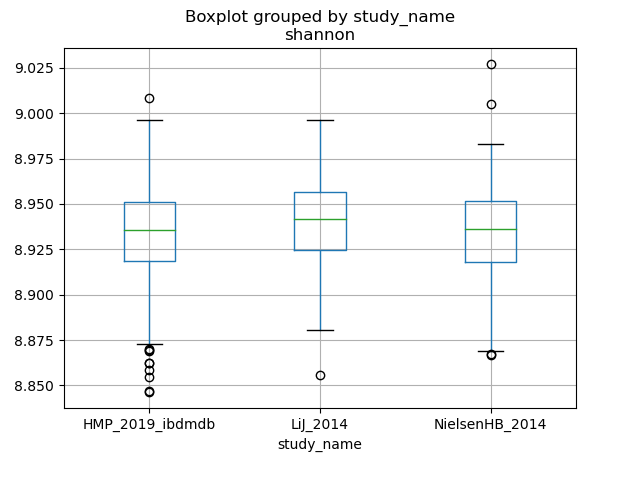 Boxplot grouped by study_name
shannon
9.025
9.000
8.975
8.950
8.925
8.900
8.875
8.850
HMP_2019_ibdmdb LiJ_2014 NielsenHB_2014
study_name